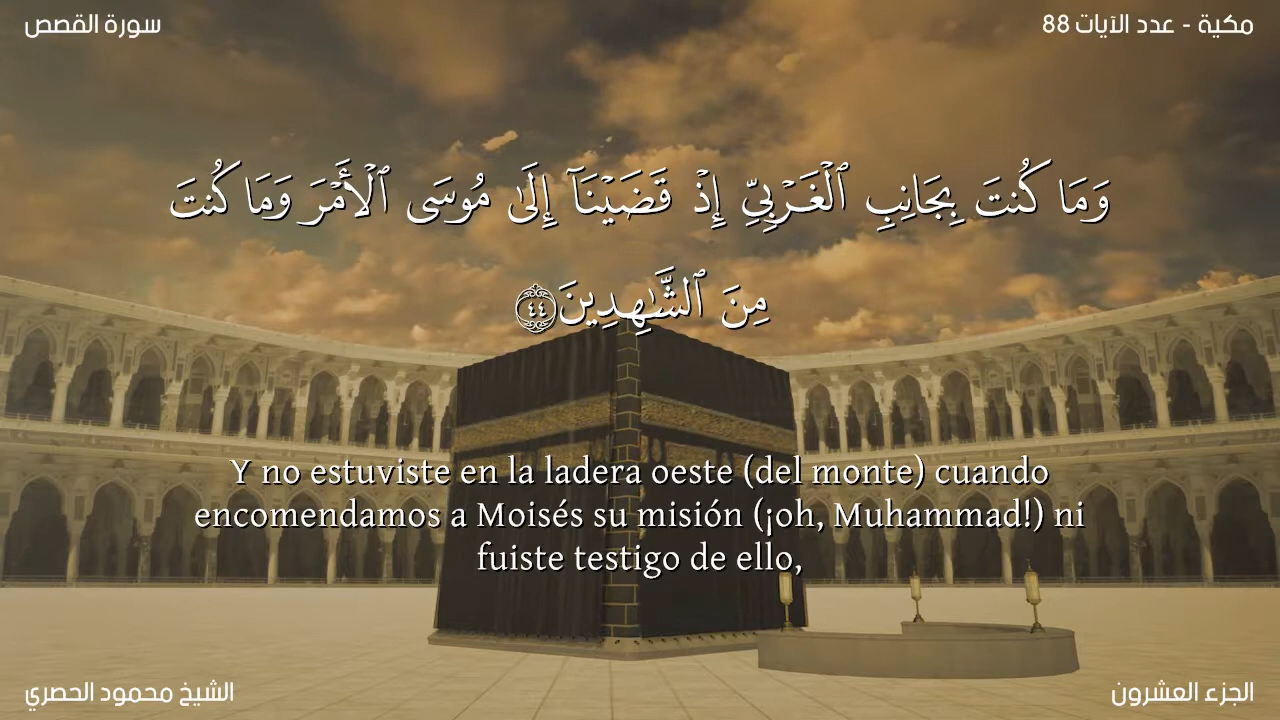 سورة القصص
مكية - عدد الآيات 88
وَمَا كُنتَ بِجَانِبِ ٱلْغَرْبِىِّ إِذْ قَضَيْنَآ إِلَىٰ مُوسَى ٱلْأَمْرَ وَمَا كُنتَ
مِنَ ٱلشَّـٰهِدِينَ ٤٤
Y no estuviste en la ladera oeste (del monte) cuando
encomendamos a Moisés su misión (¡oh, Muhammad!) ni
fuiste testigo de ello,
الشيخ محمود الحصري
الجزء العشرون